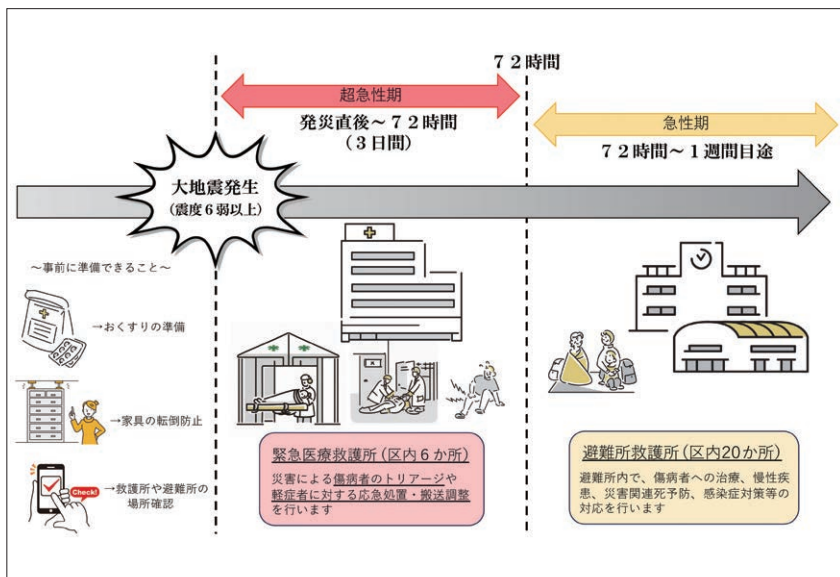 72時間
超急性期
発災直後~72時間
(3日間)
急性期
72時間~1週間目途
大地震発生
(震度6弱以上)
~事前に準備できること~
→おくすりの準備
→家具の転倒防止
Check!
→救護所や避難所の
場所確認
緊急医療救護所(区内6か所)
災害による傷病者のトリアージや
軽症者に対する応急処置・搬送調整
を行います
避難所救護所(区内20か所)
避難所内で、傷病者への治療、慢性疾
患、災害関連死予防、感染症対策等の
対応を行います